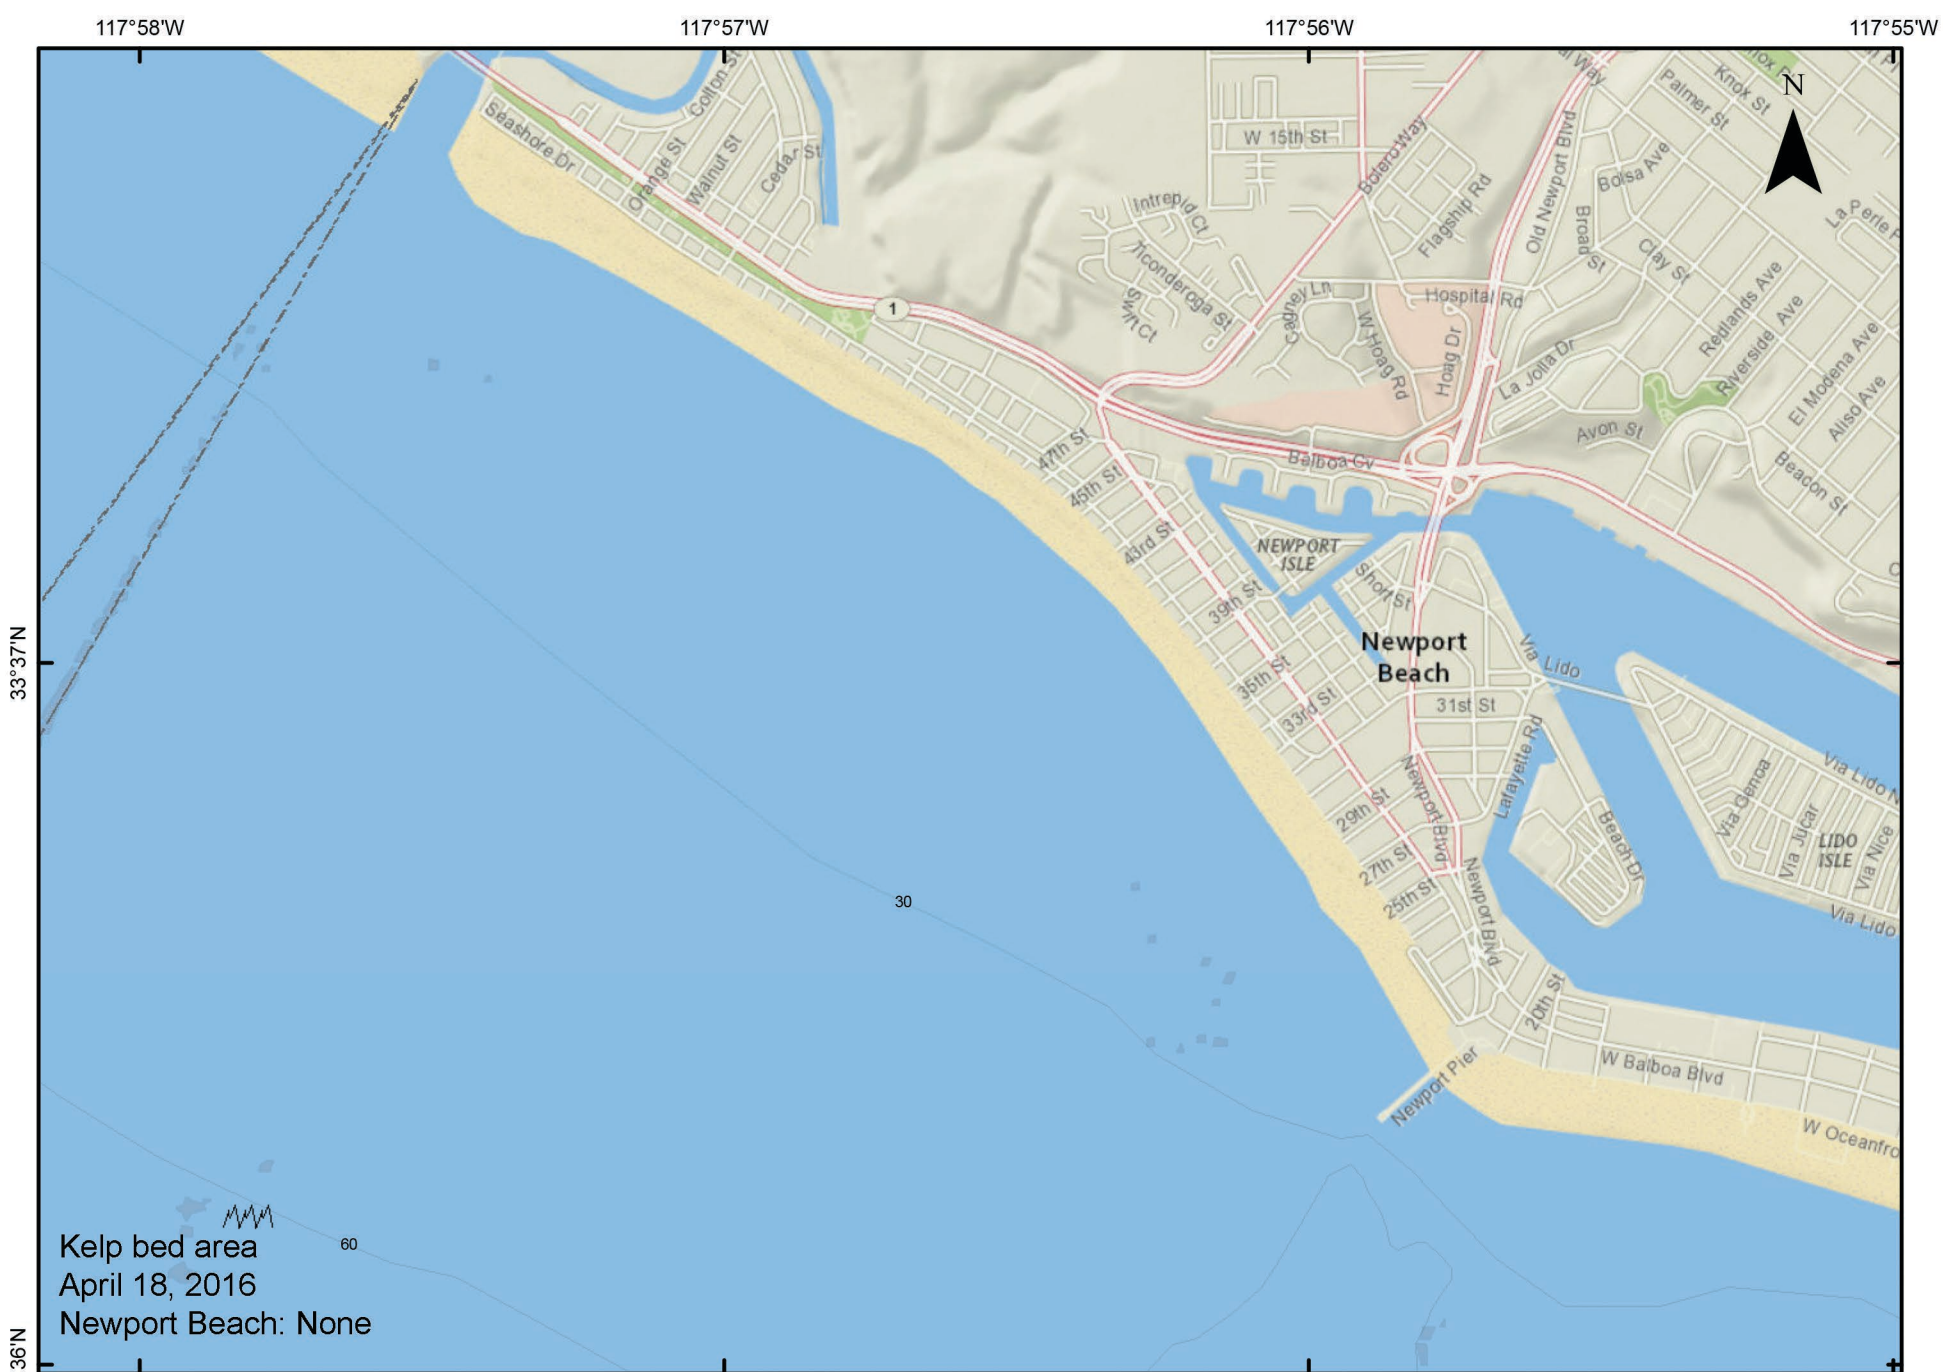 117°58'W
117°57'W
117°56'W
117°55'W
N
Knox St
Palmer St
Colton St
Seashore Dr
Orange St
Walnut St
Cedar St
W 15th St
Bolero Way
Flagship Rd
Old Newport Blvd
Bolsa Ave
Broad St
Clay St
La Perle
Intrepid Ct
Ticonderoga St
Swift Ct
Cagney Ln
W Hoag Rd
Hoag Dr
Hospital Rd
La Jolla Dr
Redlands Ave
Riverside Ave
El Modena Ave
Aliso Ave
Avon St
Beacon St
1
Balboa Cv
47th St
45th St
43rd St
39th St
35th St
33rd St
31st St
29th St
27th St
25th St
20th St
NEWPORT
ISLE
Short St
Newport
Beach
Via Lido
Lafayette Rd
Newport Blvd
Newport Blvd
Beach Dr
Via Lido N
Via Genoa
Via Jucar
LIDO
ISLE
Via Nice
Via Lido
33°37'N
30
Newport Pier
W Balboa Blvd
W Oceanfro
60
Kelp bed area
April 18, 2016
Newport Beach: None
36'N